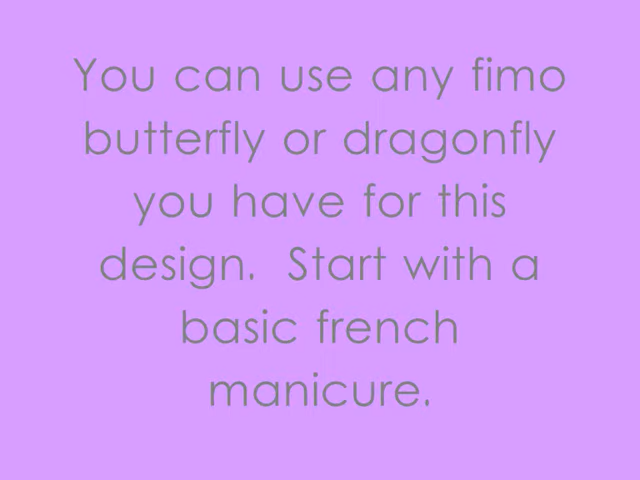 You can use any fimo
butterfly or dragonfly
you have for this
design.  Start with a
basic french
manicure.